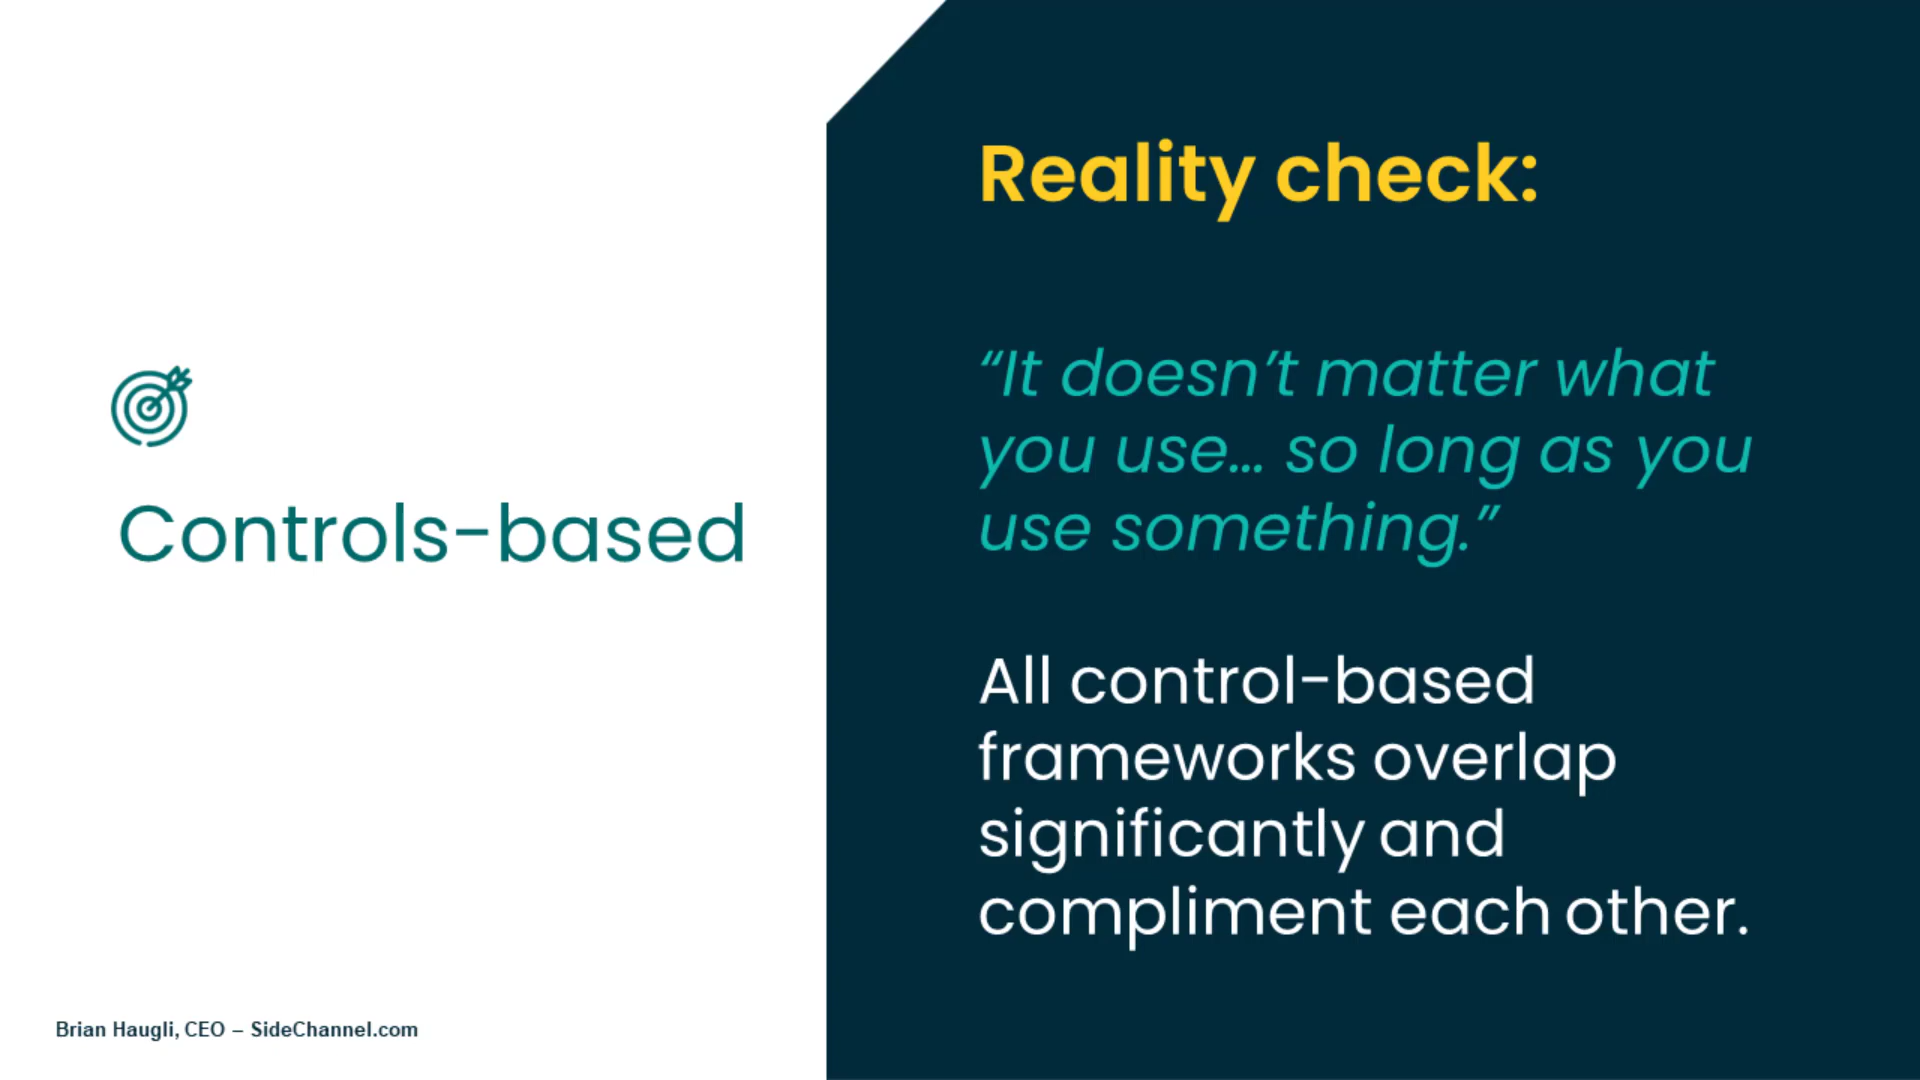 Controls-based
Brian Haugli, CEO – SideChannel.com
Reality check:
“It doesn’t matter what
you use... so long as you
use something.”
All control-based
frameworks overlap
significantly and
compliment each other.